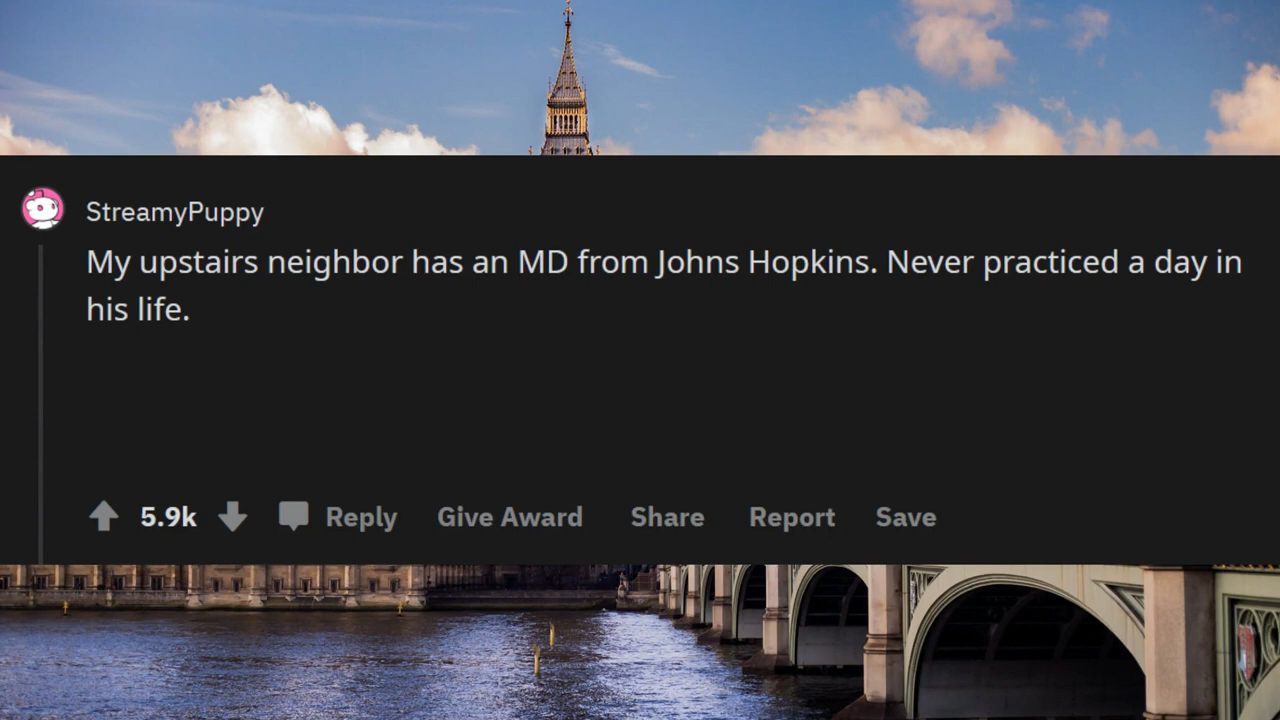 StreamyPuppy
My upstairs neighbor has an MD from Johns Hopkins. Never practiced a day in
his life.
5.9k Reply Give Award Share Report Save